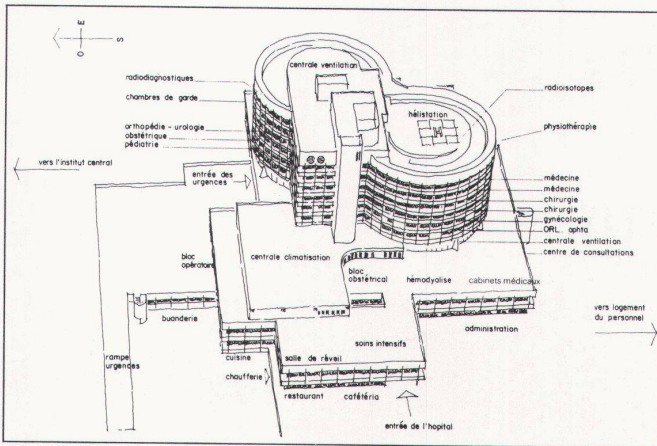 E
S
O
centrale ventilation
radiodiagnostiques
chambres de garde
orthopédie - urologie
obstétrique
pédiatrie
vers l'institut central
entrée des
urgences
hélistation
H
radioisotopes
physiothérapie
médecine
médecine
chirurgie
chirurgie
gynécologie
ORL, ophta
centrale ventilation
centre de consultations
bloc
opératoire
centrale climatisation
bloc
obstétrical
hémodyalise
cabinets médicaux
buanderie
rampe
urgences
cuisine
chaufferie
salle de réveil
soins intensifs
administration
vers logement
du personnel
restaurant
cafétéria
entrée de l'hopital